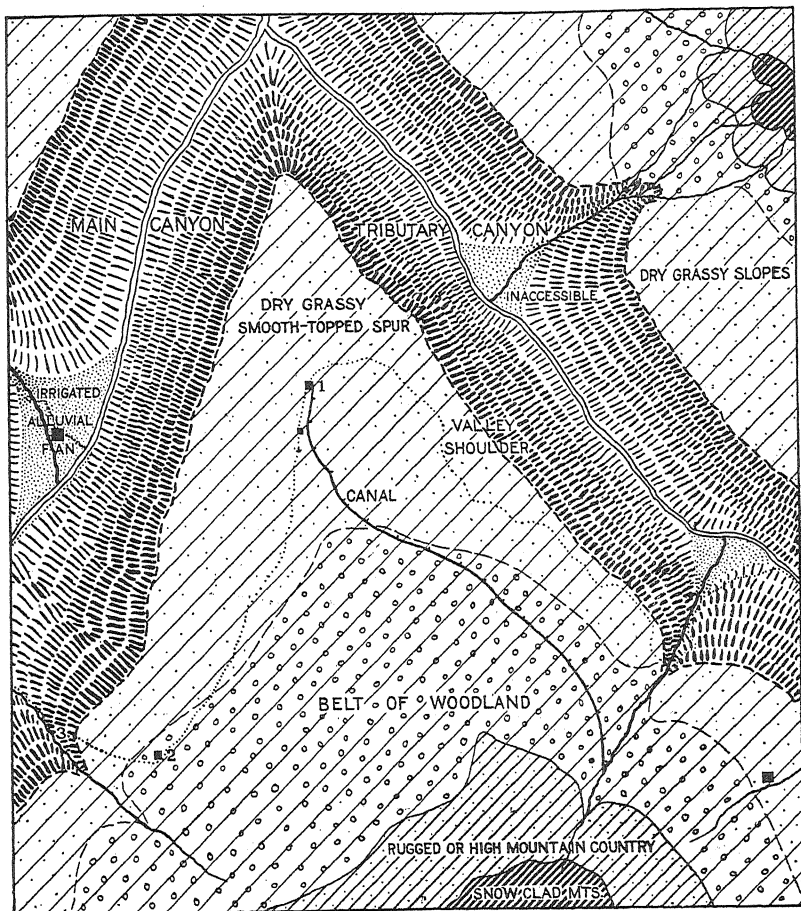 MAIN CANYON
TRIBUTARY CANYON
DRY GRASSY SLOPES
INACCESSIBLE
DRY GRASSY
SMOOTH-TOPPED SPUR
1
IRRIGATED
ALLUVIAL
FAN
VALLEY
SHOULDER
CANAL
BELT OF WOODLAND
3
2
RUGGED OR HIGH MOUNTAIN COUNTRY
SNOW CLAD MTS.